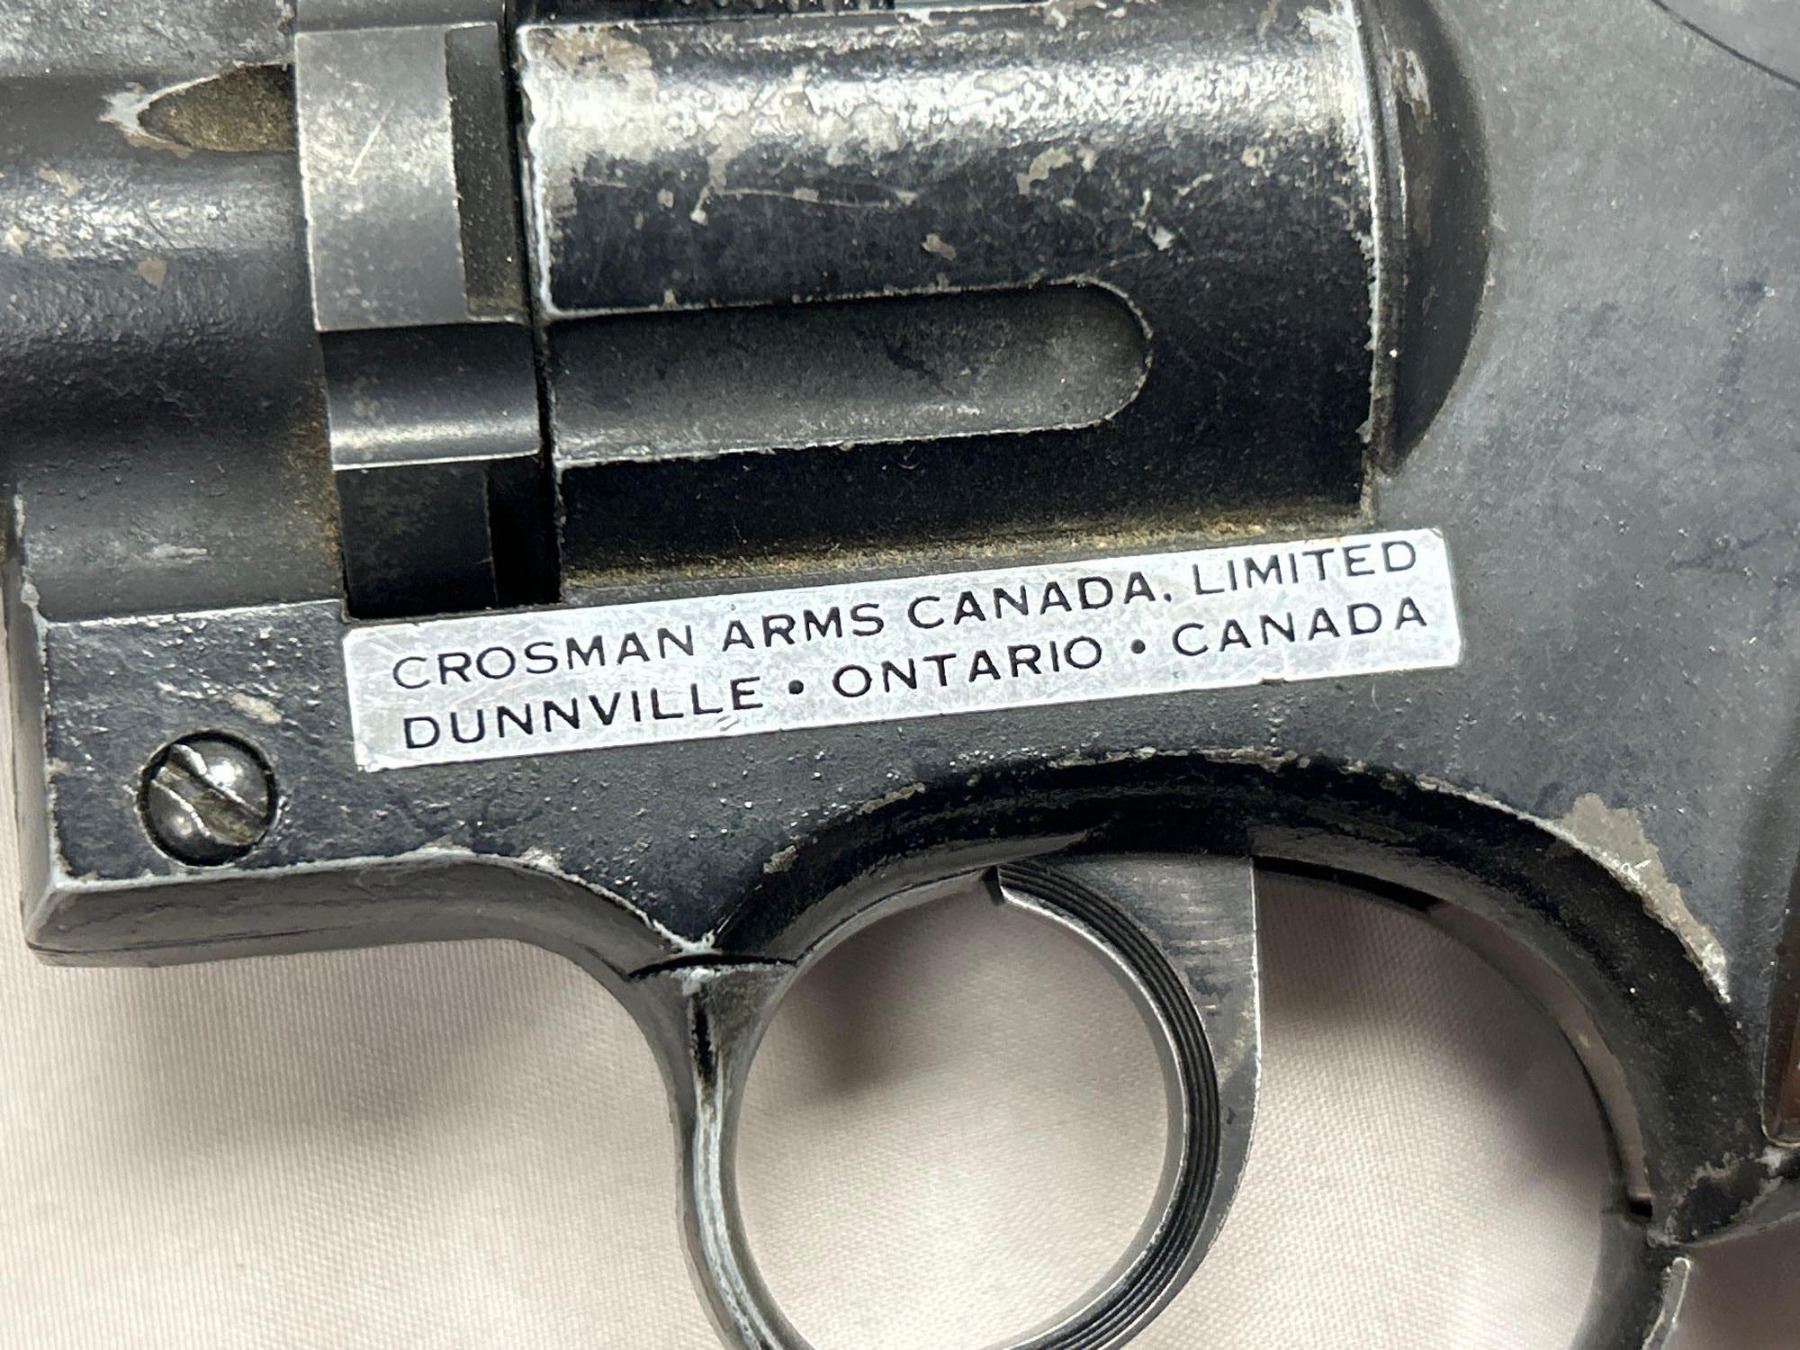 CROSMAN ARMS CANADA, LIMITED
DUNNVILLE • ONTARIO • CANADA